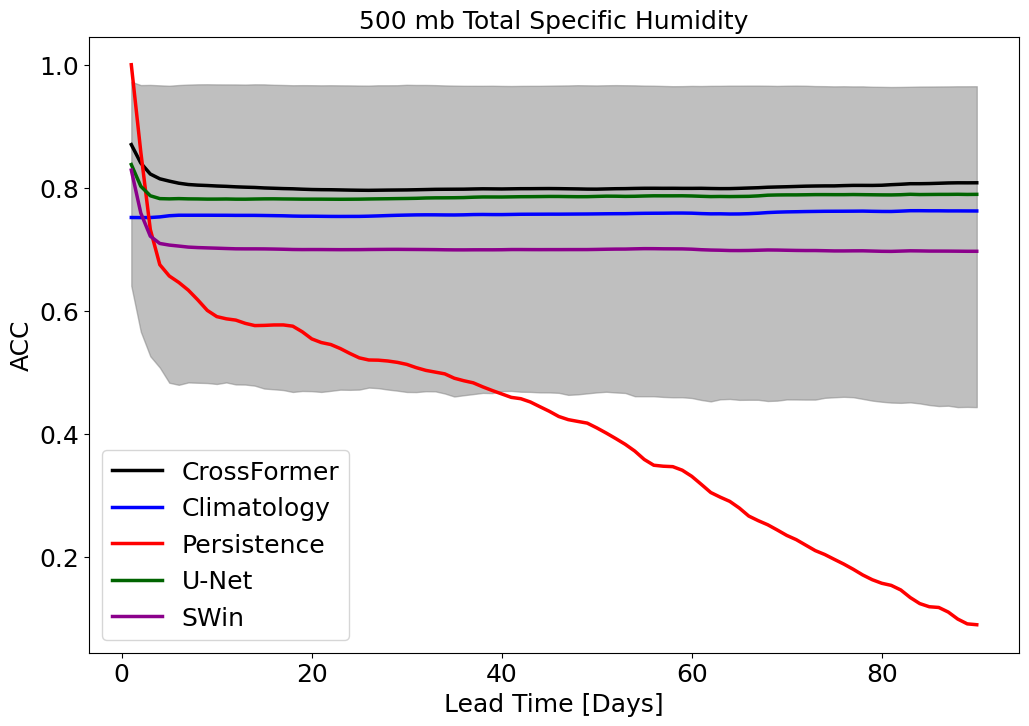 500 mb Total Specific Humidity
1.0
0.8
0.6
0.4
0.2
ACC
CrossFormer
Climatology
Persistence
U-Net
SWin
0 20 40 60 80
Lead Time [Days]